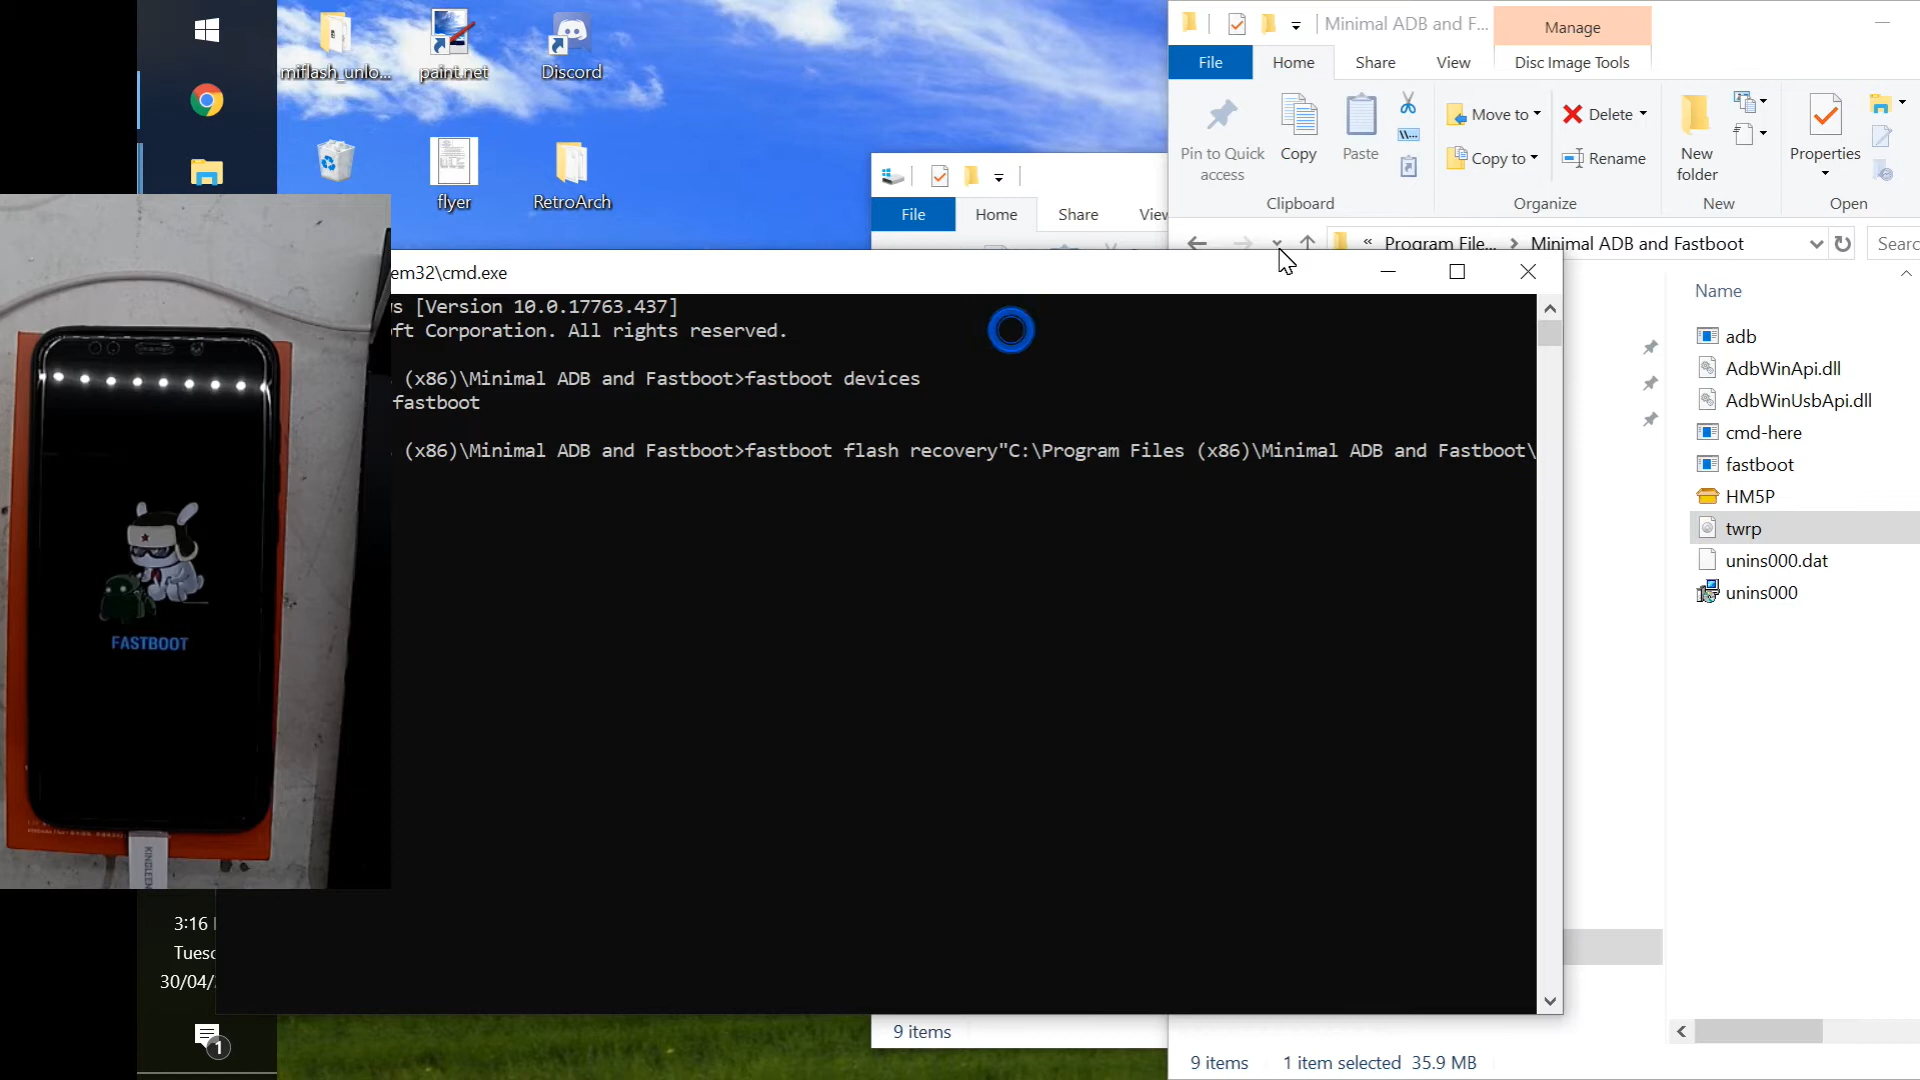 miflash_unlo...
paint.net
Discord
flyer
RetroArch
Minimal ADB and F...
Manage
File
Home
Share
View
Disc Image Tools
Pin to Quick access
Copy
Paste
Move to
Copy to
Delete
Rename
New folder
Properties
Clipboard
Organize
New
Open
File
Home
Share
« Program File... > Minimal ADB and Fastboot
Searc
em32\cmd.exe
[Version 10.0.17763.437]
ft Corporation. All rights reserved.
(x86)\Minimal ADB and Fastboot>fastboot devices
fastboot
(x86)\Minimal ADB and Fastboot>fastboot flash recovery"C:\Program Files (x86)\Minimal ADB and Fastboot\
Name
adb
AdbWinApi.dll
AdbWinUsbApi.dll
cmd-here
fastboot
HM5P
twrp
unins000.dat
unins000
FASTBOOT
3:16
Tuesc
30/04/
1
9 items
9 items
1 item selected 35.9 MB